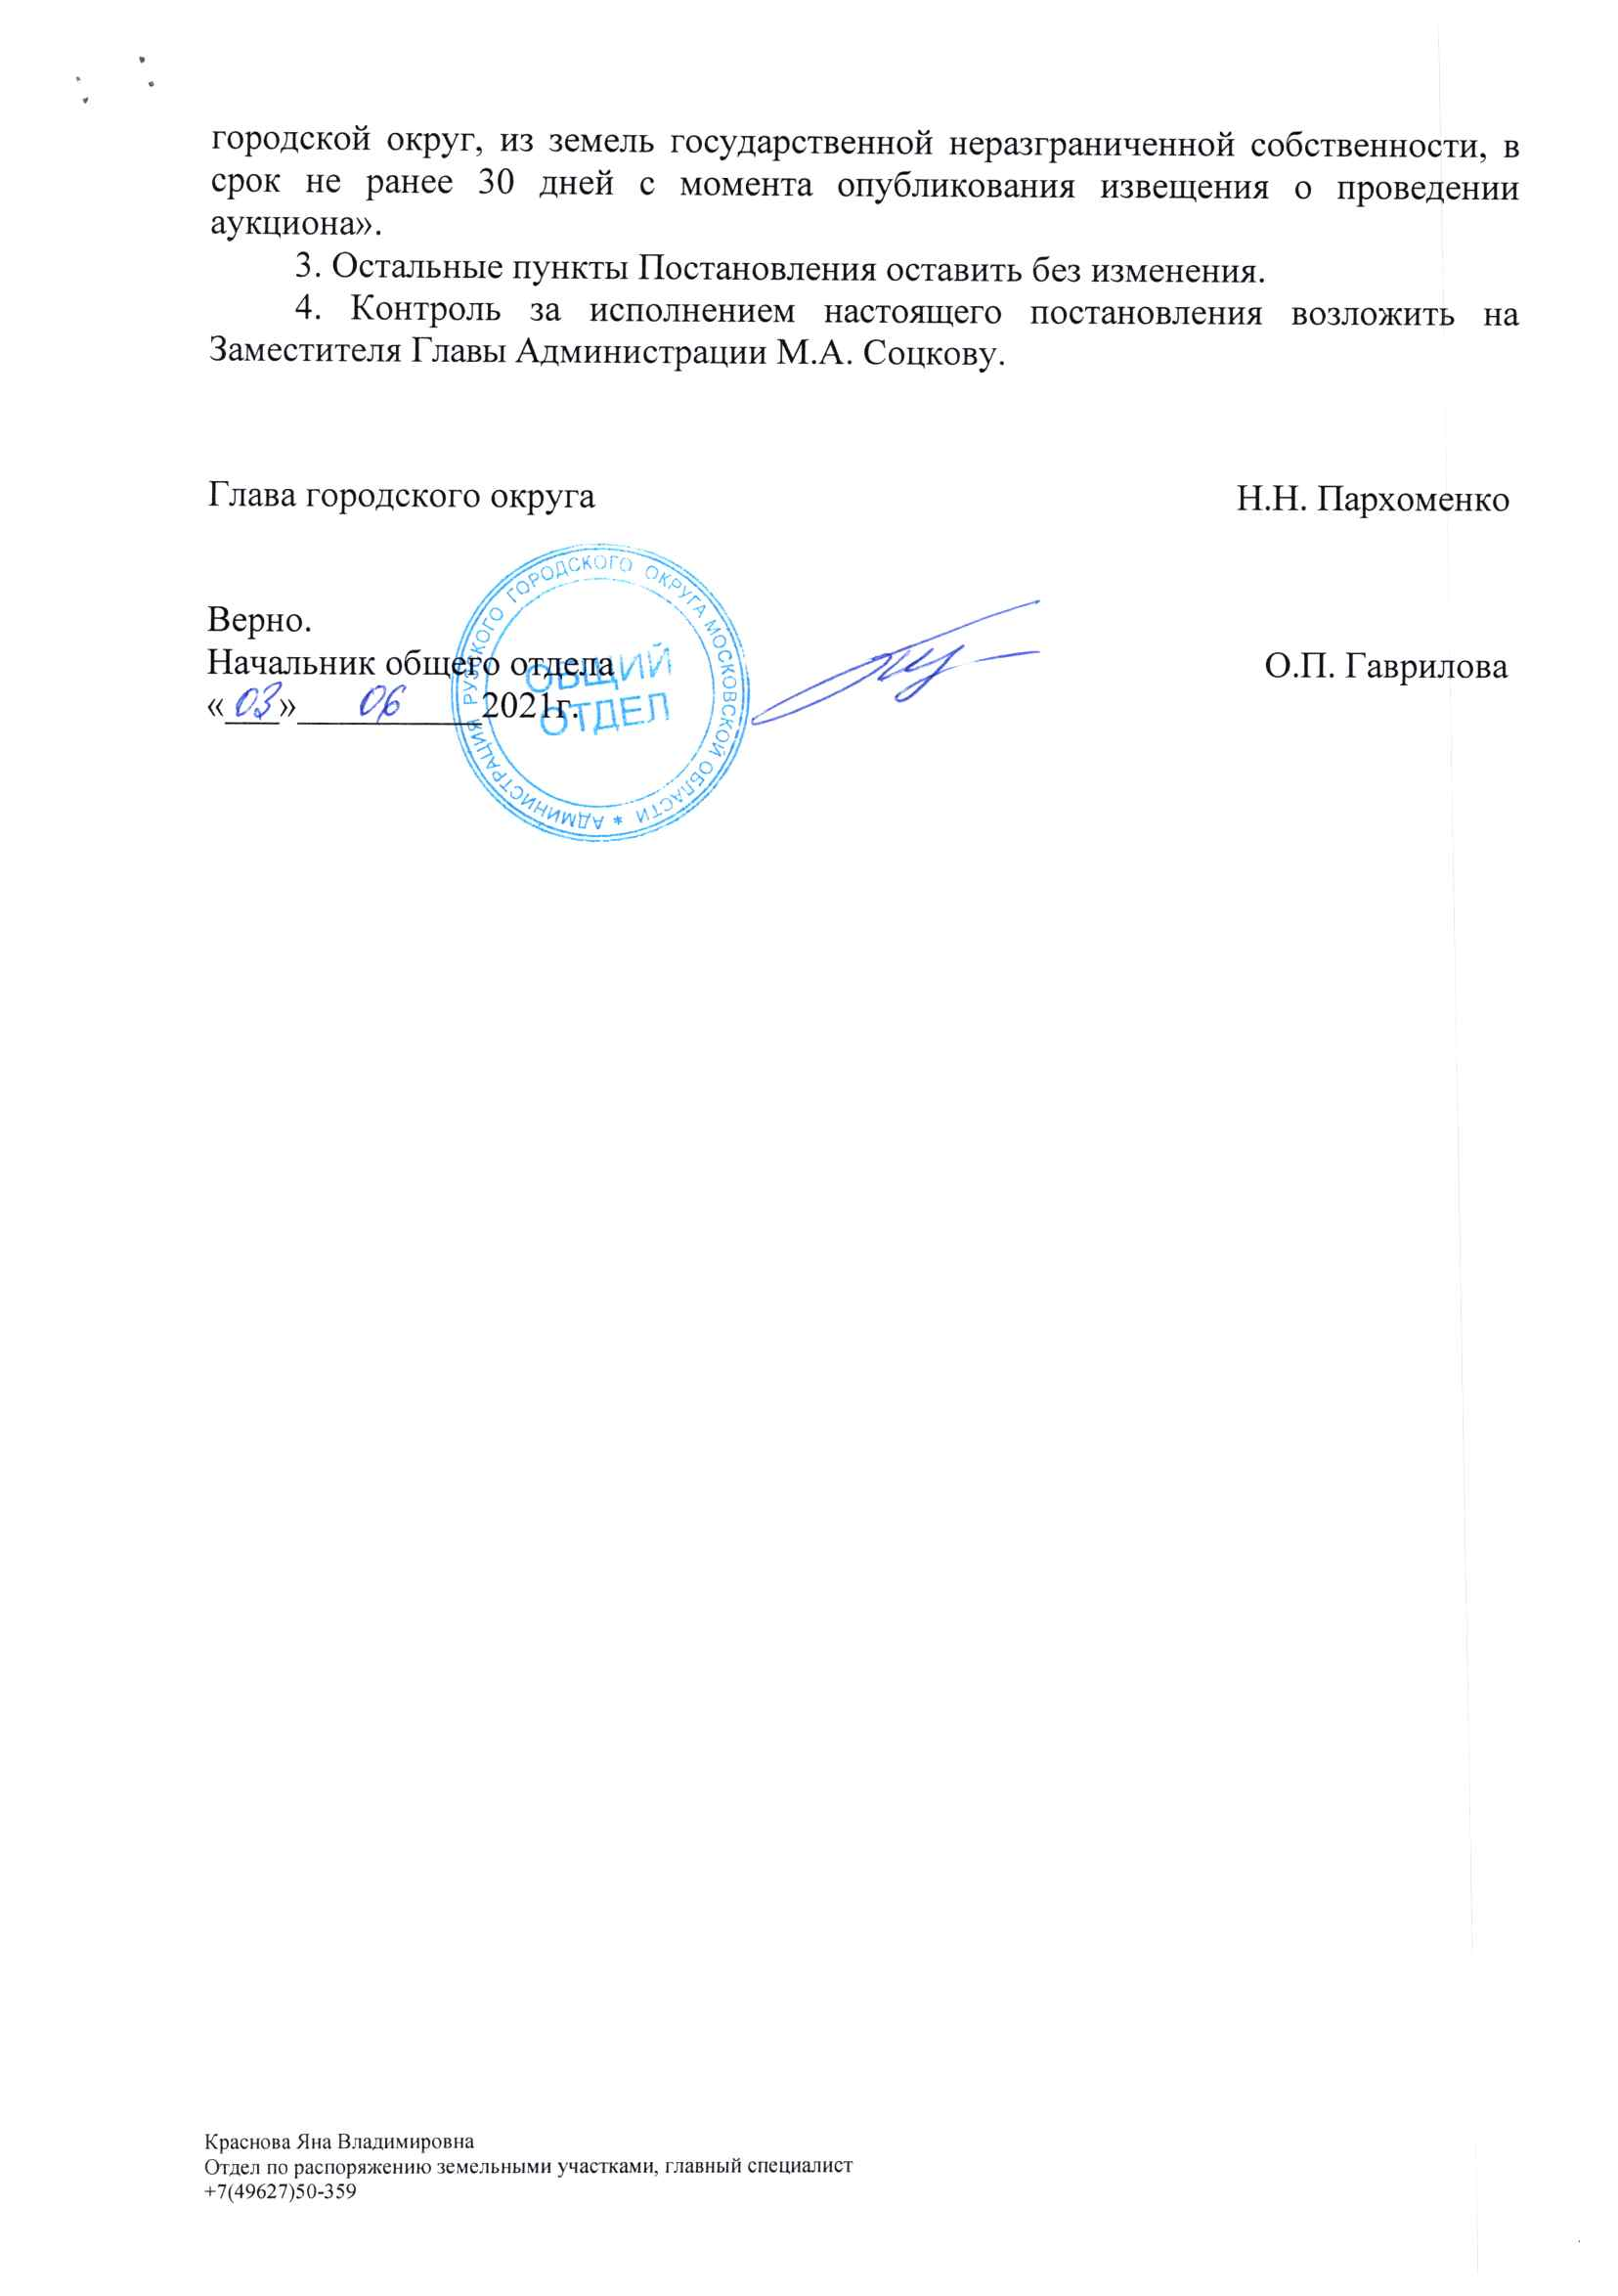 городской округ, из земель государственной неразграниченной собственности, в
срок не ранее 30 дней с момента опубликования извещения о проведении
аукциона».
3. Остальные пункты Постановления оставить без изменения.
4. Контроль за исполнением настоящего постановления возложить на
Заместителя Главы Администрации М.А. Соцкову.
Глава городского округа Н.Н. Пархоменко
Верно.
Начальник общего отдела О.П. Гаврилова
«03» 06 2021г.
АДМИНИСТРАЦИЯ РУЗСКОГО ГОРОДСКОГО ОКРУГА МОСКОВСКОЙ ОБЛАСТИ *
ОБЩИЙ
ОТДЕЛ
Краснова Яна Владимировна
Отдел по распоряжению земельными участками, главный специалист
+7(49627)50-359